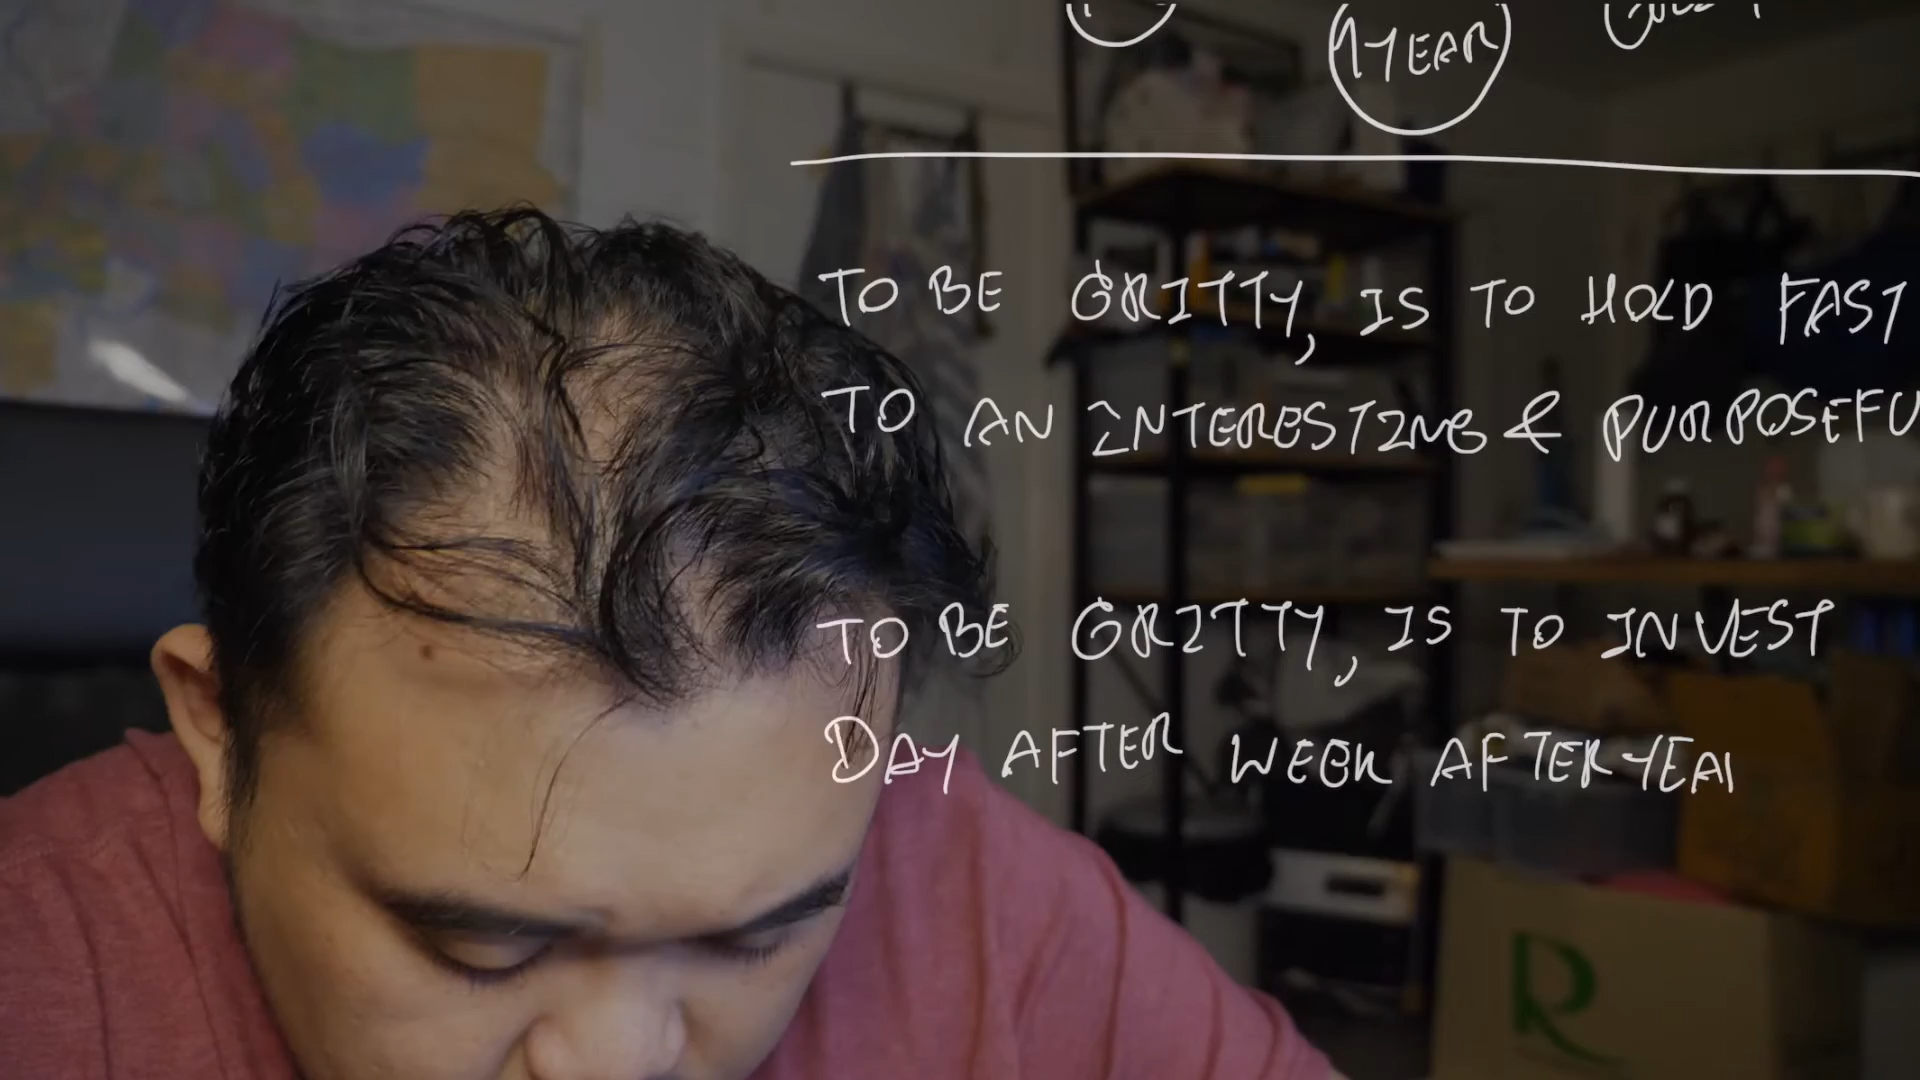 1 YEAR
TO BE GRITTY, IS TO HOLD FAST
TO AN INTERESTING & PURPOSEFU
TO BE GRITTY, IS TO INVEST
DAY AFTER WEEK AFTER YEA
R